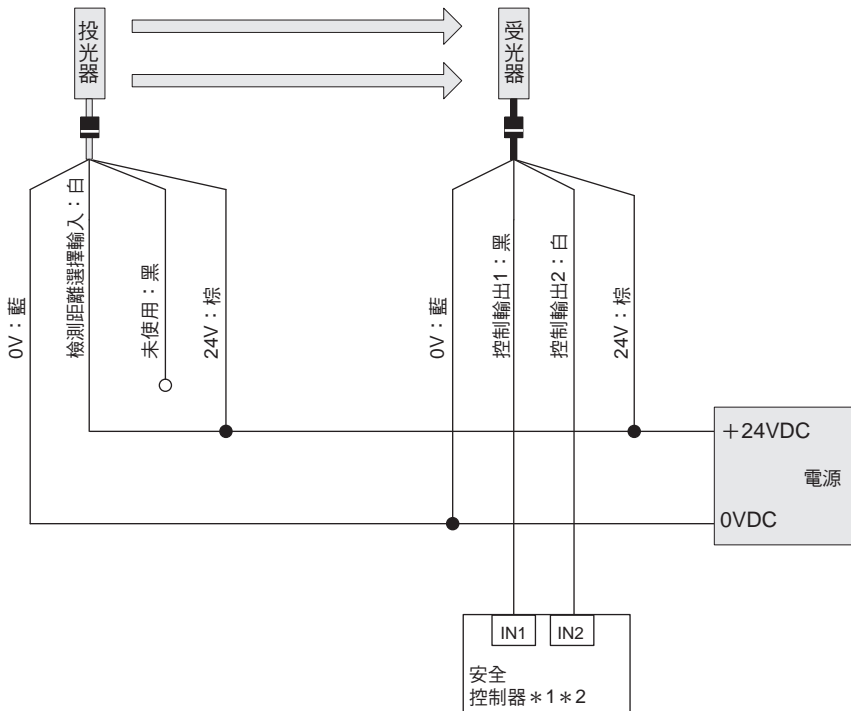 投光器
受光器
0V：藍
檢測距離選擇輸入：白
未使用：黑
24V：棕
0V：藍
控制輸出1：黑
控制輸出2：白
24V：棕
＋24VDC
電源
0VDC
IN1
IN2
安全
控制器＊1＊2